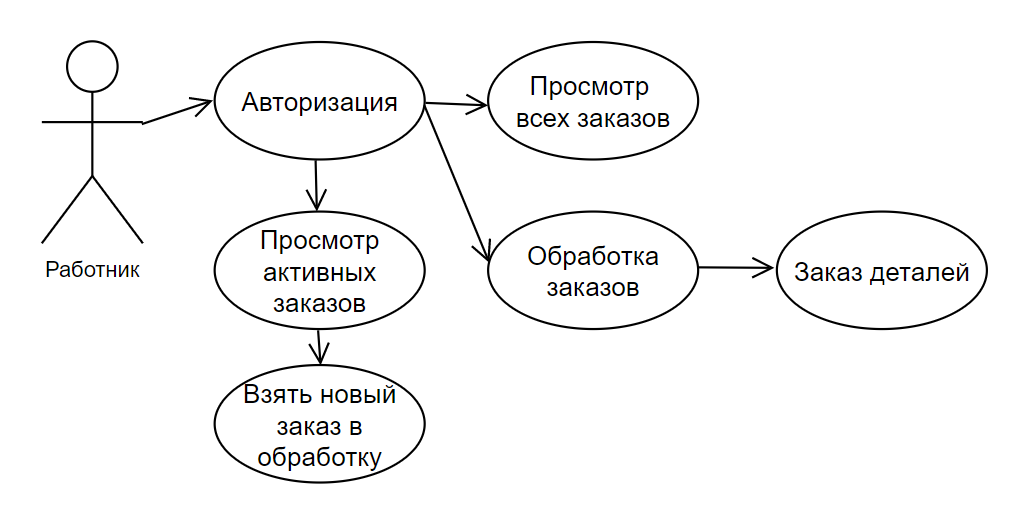 Авторизация
Просмотр
всех заказов
Работник
Просмотр
активных
заказов
Обработка
заказов
Заказ деталей
Взять новый
заказ в
обработку